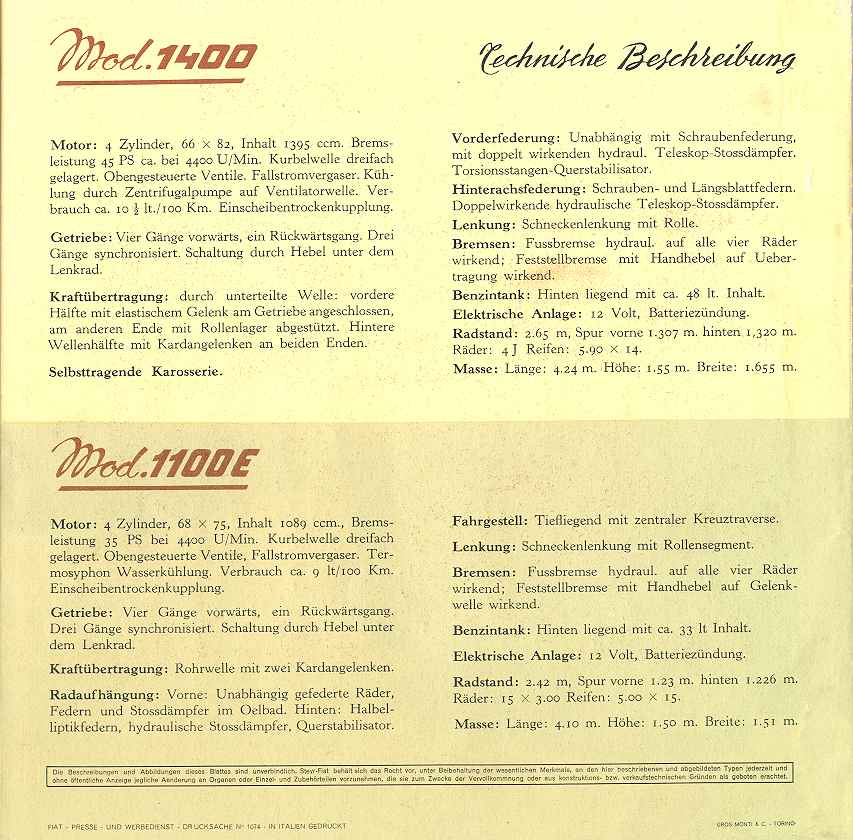 Mod. 1400
Technische Beschreibung
Motor: 4 Zylinder, 66 × 82, Inhalt 1395 ccm. Brems-
leistung 45 PS ca. bei 4400 U/Min. Kurbelwelle dreifach
gelagert. Obengesteuerte Ventile. Fallstromvergaser. Küh-
lung durch Zentrifugalpumpe auf Ventilatorwelle. Ver-
brauch ca. 10 ½ lt./100 Km. Einscheibentrockenkupplung.
Getriebe: Vier Gänge vorwärts, ein Rückwärtsgang. Drei
Gänge synchronisiert. Schaltung durch Hebel unter dem
Lenkrad.
Kraftübertragung: durch unterteilte Welle: vordere
Hälfte mit elastischem Gelenk am Getriebe angeschlossen,
am anderen Ende mit Rollenlager abgestützt. Hintere
Wellenhälfte mit Kardangelenken an beiden Enden.
Selbsttragende Karosserie.
Vorderfederung: Unabhängig mit Schraubenfederung,
mit doppelt wirkenden hydraul. Teleskop-Stossdämpfer.
Torsionsstangen-Querstabilisator.
Hinterachsfederung: Schrauben- und Längsblattfedern.
Doppelwirkende hydraulische Teleskop-Stossdämpfer.
Lenkung: Schneckenlenkung mit Rolle.
Bremsen: Fussbremse hydraul. auf alle vier Räder
wirkend; Feststellbremse mit Handhebel auf Ueber-
tragung wirkend.
Benzintank: Hinten liegend mit ca. 48 lt. Inhalt.
Elektrische Anlage: 12 Volt, Batteriezündung.
Radstand: 2.65 m, Spur vorne 1.307 m. hinten 1,320 m.
Räder: 4 J Reifen: 5.90 × 14.
Masse: Länge: 4.24 m. Höhe: 1.55 m. Breite: 1.655 m.
Mod. 1100E
Motor: 4 Zylinder, 68 × 75, Inhalt 1089 ccm., Brems-
leistung 35 PS bei 4400 U/Min. Kurbelwelle dreifach
gelagert. Obengesteuerte Ventile, Fallstromvergaser. Ter-
mosyphon Wasserkühlung. Verbrauch ca. 9 lt/100 Km.
Einscheibentrockenkupplung.
Getriebe: Vier Gänge vorwärts, ein Rückwärtsgang.
Drei Gänge synchronisiert. Schaltung durch Hebel unter
dem Lenkrad.
Kraftübertragung: Rohrwelle mit zwei Kardangelenken.
Radaufhängung: Vorne: Unabhängig gefederte Räder,
Federn und Stossdämpfer im Oelbad. Hinten: Halbel-
liptikfedern, hydraulische Stossdämpfer, Querstabilisator.
Fahrgestell: Tiefliegend mit zentraler Kreuztraverse.
Lenkung: Schneckenlenkung mit Rollensegment.
Bremsen: Fussbremse hydraul. auf alle vier Räder
wirkend; Feststellbremse mit Handhebel auf Gelenk-
welle wirkend.
Benzintank: Hinten liegend mit ca. 33 lt Inhalt.
Elektrische Anlage: 12 Volt, Batteriezündung.
Radstand: 2.42 m, Spur vorne 1.23 m. hinten 1.226 m.
Räder: 15 × 3.00 Reifen: 5.00 × 15.
Masse: Länge: 4.10 m. Höhe: 1.50 m. Breite: 1.51 m.
Die Beschreibungen und Abbildungen dieses Blattes sind unverbindlich. Steyr-Fiat behält sich das Recht vor, unter Beibehaltung der wesentlichen Merkmale, an den hier beschriebenen und abgebildeten Typen jederzeit und
ohne öffentliche Anzeige jegliche Aenderung an Organen oder Einzel- und Zubehörteilen vorzunehmen, die sie zum Zwecke der Vervollkommnung oder aus konstruktions- bzw. verkaufstechnischen Gründen als geboten erachtet.
FIAT - PRESSE - UND WERBEDIENST - DRUCKSACHE Nº 1074 - IN ITALIEN GEDRUCKT
GROS MONTI & C. - TORINO